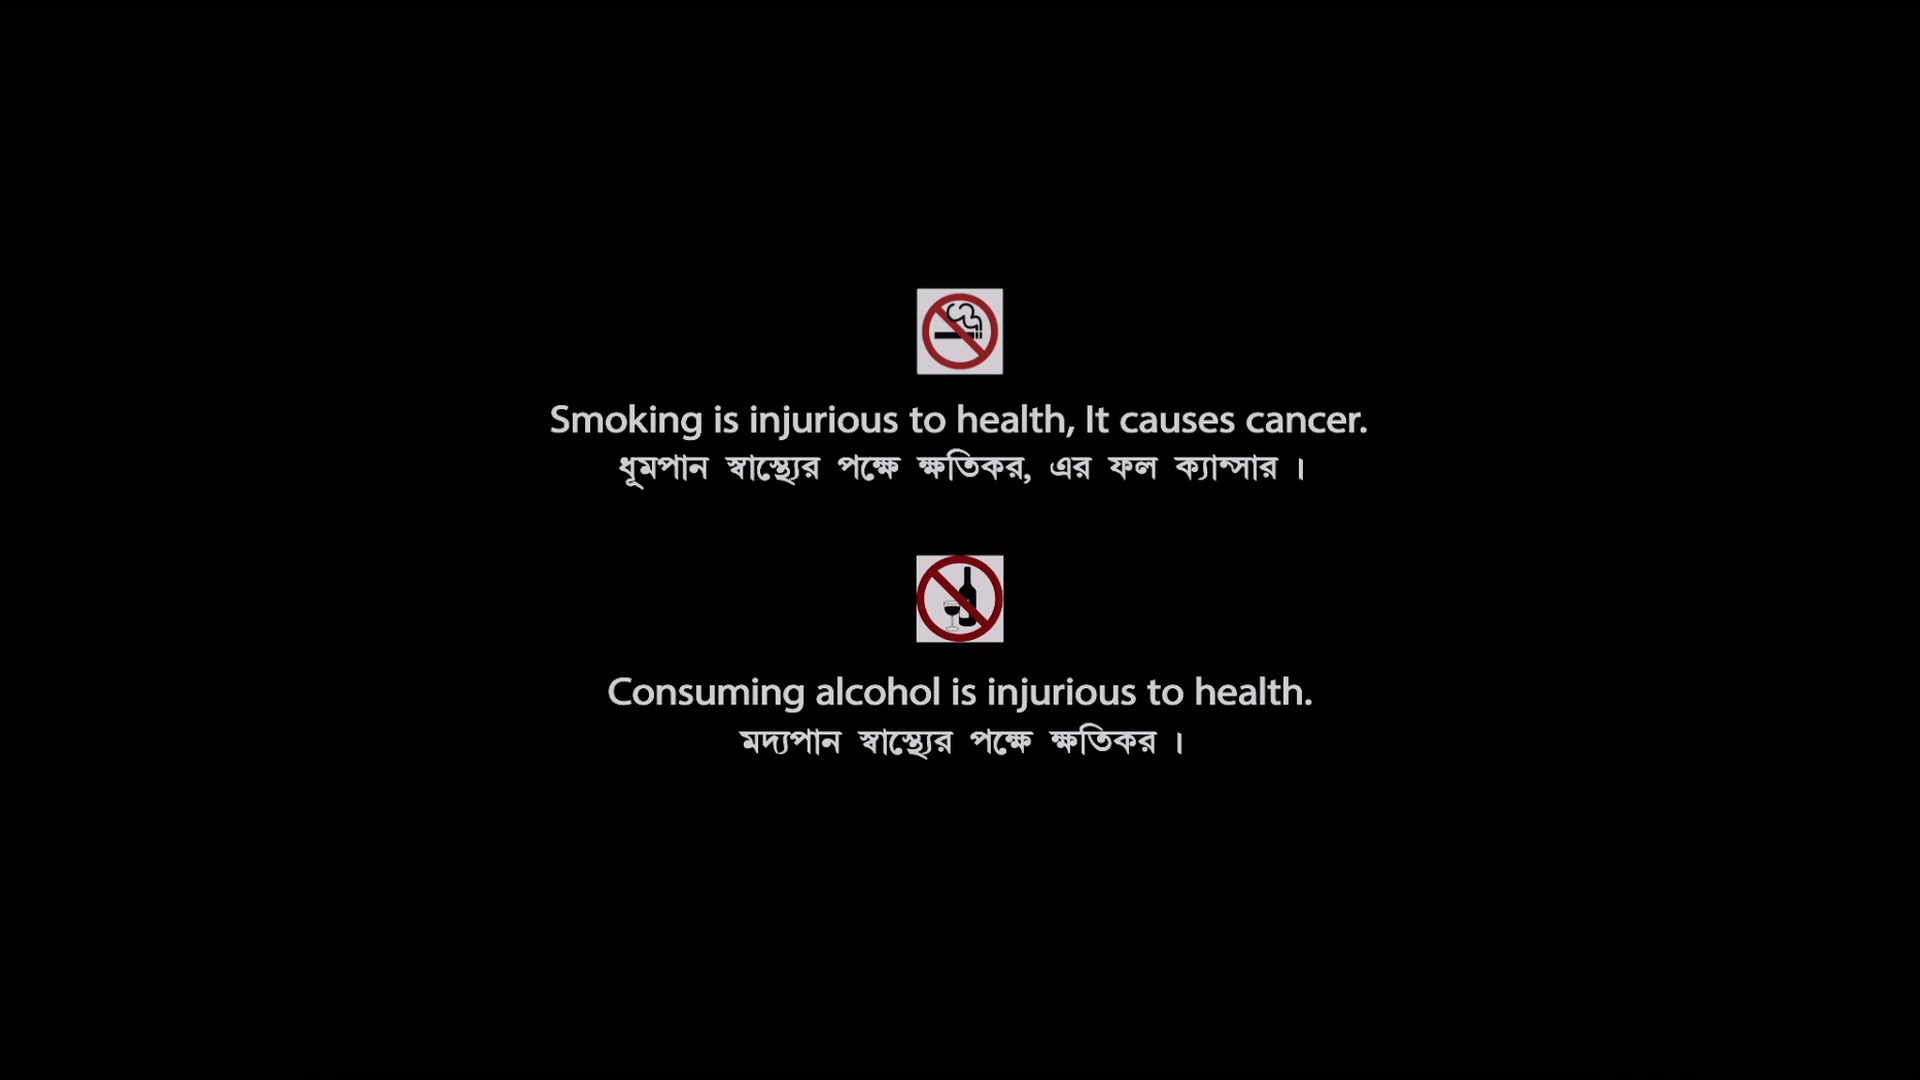 Smoking is injurious to health, It causes cancer.
ধূমপান স্বাস্থ্যের পক্ষে ক্ষতিকর, এর ফল ক্যান্সার ।
Consuming alcohol is injurious to health.
মদ্যপান স্বাস্থ্যের পক্ষে ক্ষতিকর ।